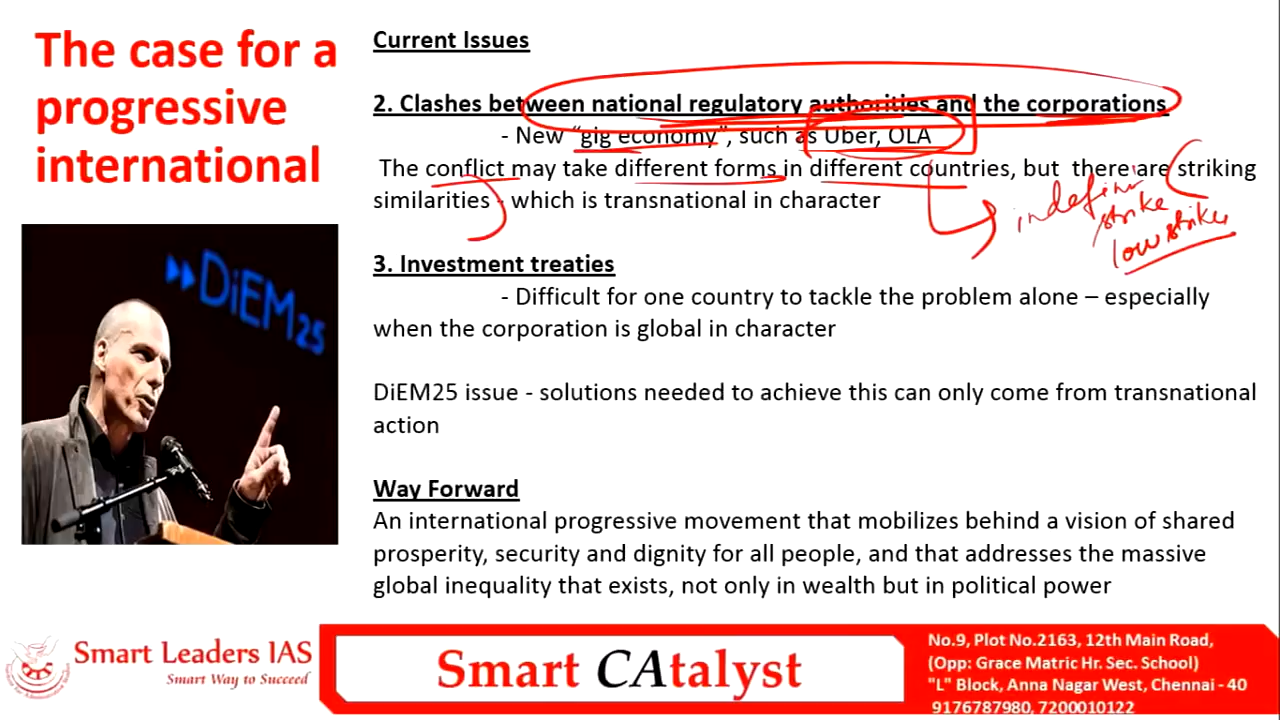 The case for a
progressive
international
Current Issues
2. Clashes between national regulatory authorities and the corporations
- New “gig economy”, such as Uber, OLA
The conflict may take different forms in different countries, but there are striking
similarities - which is transnational in character
strike
low strike
3. Investment treaties
- Difficult for one country to tackle the problem alone – especially
when the corporation is global in character
DiEM25 issue - solutions needed to achieve this can only come from transnational
action
Way Forward
An international progressive movement that mobilizes behind a vision of shared
prosperity, security and dignity for all people, and that addresses the massive
global inequality that exists, not only in wealth but in political power
DiEM25
Smart Leaders IAS
Smart Way to Succeed
Smart CAtalyst
No.9, Plot No.2163, 12th Main Road,
(Opp: Grace Matric Hr. Sec. School)
"L" Block, Anna Nagar West, Chennai - 40
9176787980, 7200010122